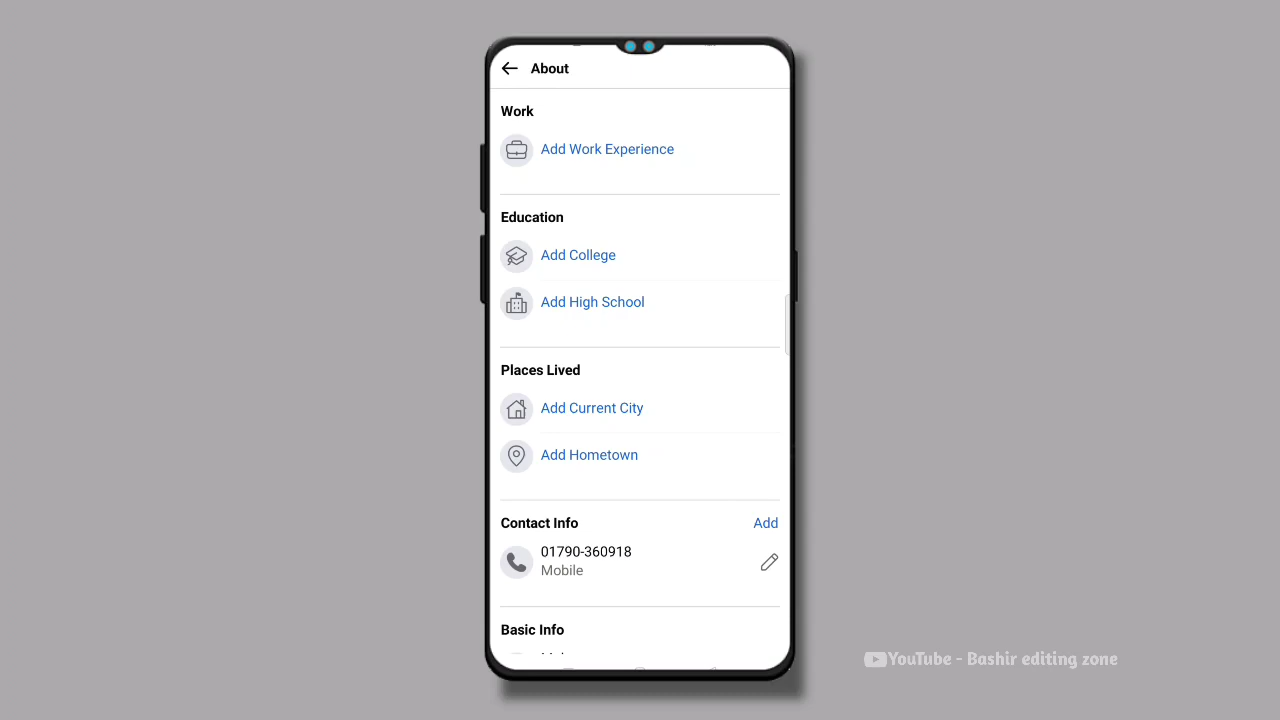 About
Work
Add Work Experience
Education
Add College
Add High School
Places Lived
Add Current City
Add Hometown
Contact Info
Add
01790-360918
Mobile
Basic Info
YouTube - Bashir editing zone